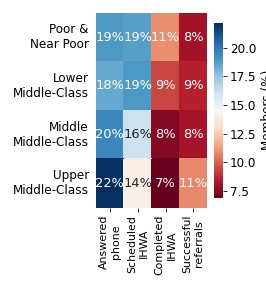 Poor &
Near Poor
19% 19% 11% 8%
Lower
Middle-Class
18% 19% 9% 9%
Middle
Middle-Class
20% 16% 8% 8%
Upper
Middle-Class
22% 14% 7% 11%
Answered
phone
Scheduled
IHWA
Completed
IHWA
Successful
referrals
20.0
17.5
15.0
12.5
10.0
7.5
Members (%)